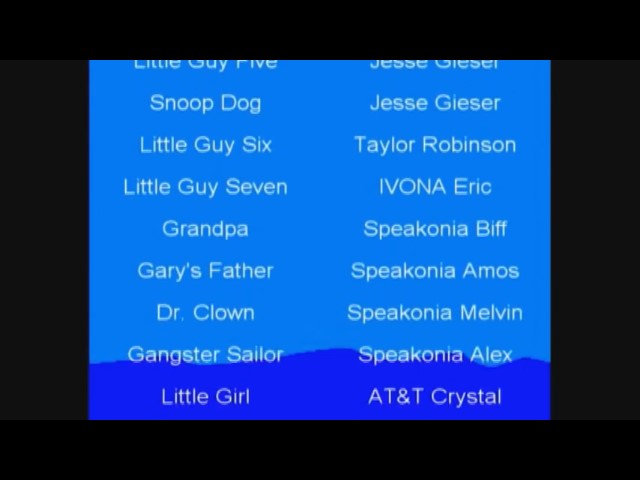 Little Guy Five Jesse Gieser
Snoop Dog Jesse Gieser
Little Guy Six Taylor Robinson
Little Guy Seven IVONA Eric
Grandpa Speakonia Biff
Gary's Father Speakonia Amos
Dr. Clown Speakonia Melvin
Gangster Sailor Speakonia Alex
Little Girl AT&T Crystal